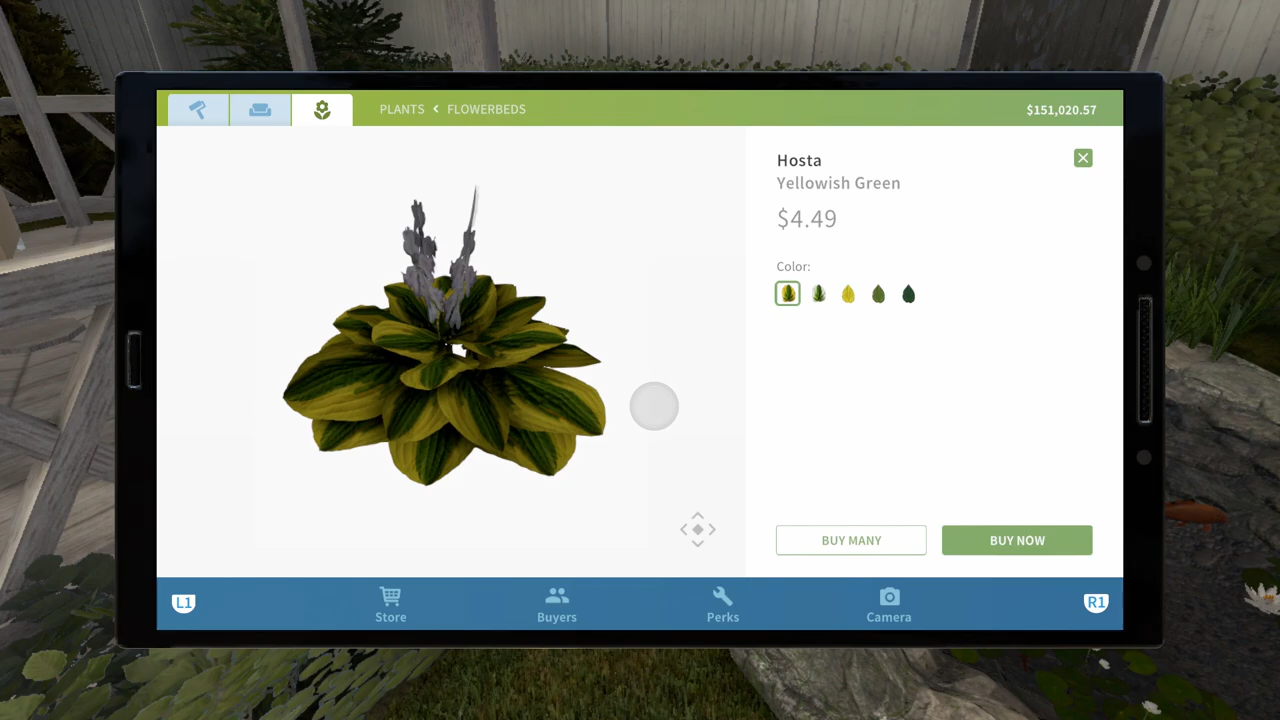 PLANTS < FLOWERBEDS
$151,020.57
Hosta
Yellowish Green
$4.49
Color:
BUY MANY
BUY NOW
L1
Store
Buyers
Perks
Camera
R1